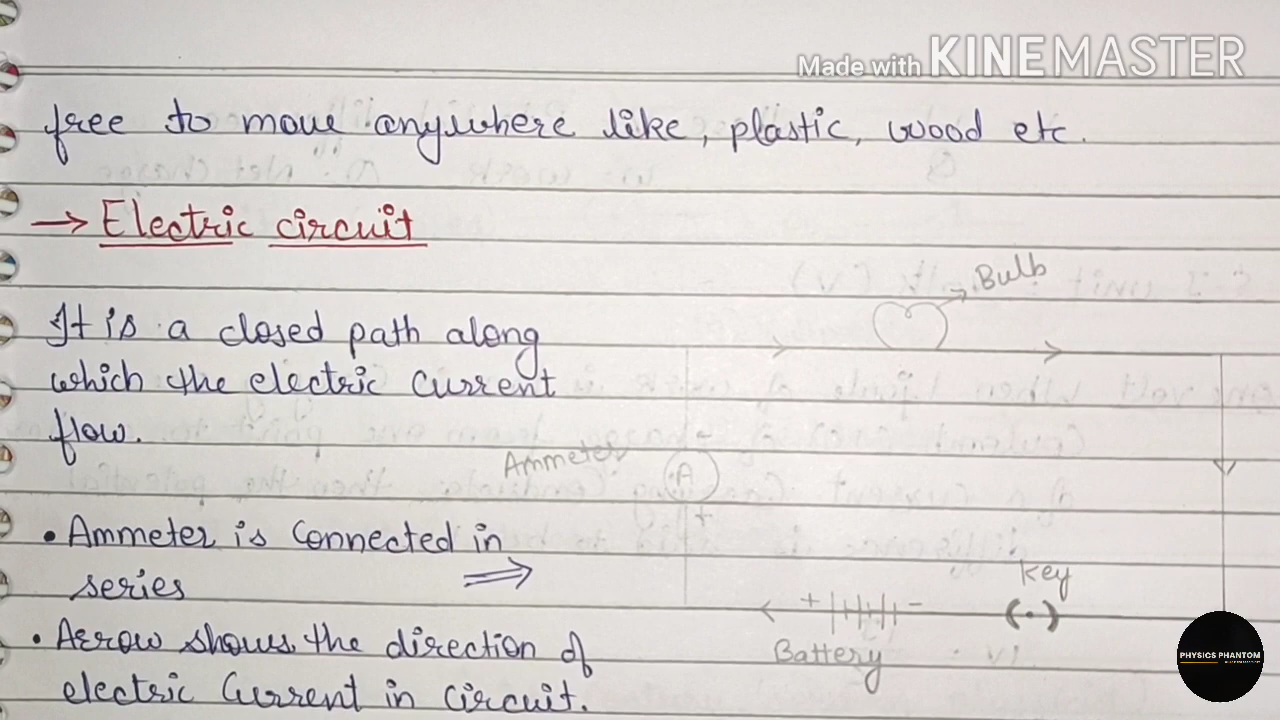 Made with KINEMASTER
free to move anywhere like, plastic, wood etc.
→ Electric circuit
Bulb
It is a closed path along
which the electric current
flow.
Ammeter
-
A
+
• Ammeter is connected in
series
⇒
Key
+ - (·)
Battery
• Arrow shows the direction of
electric current in circuit.
PHYSICS PHANTOM